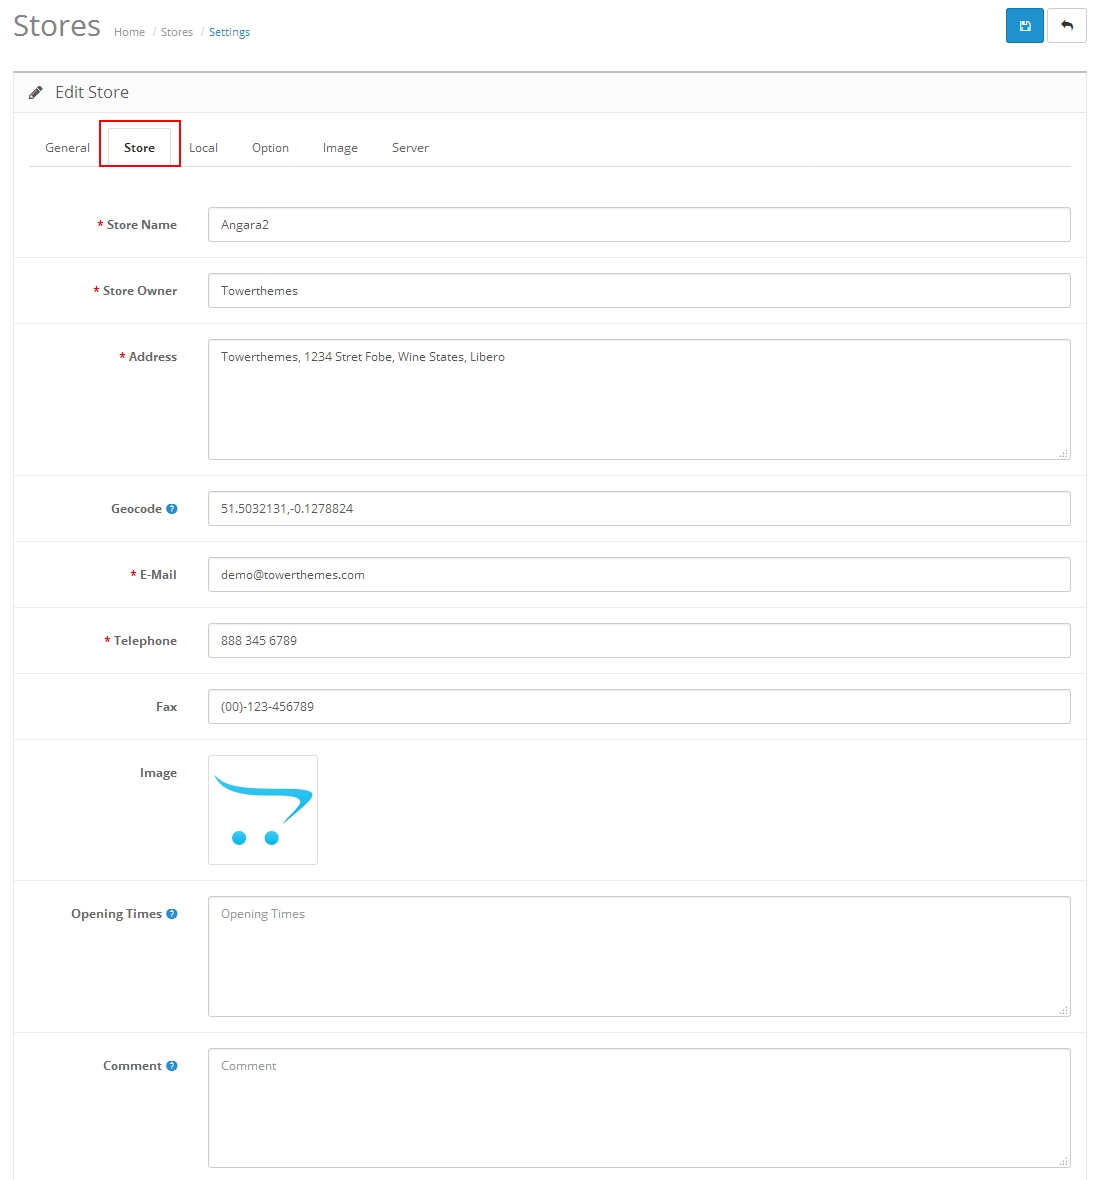 Stores Home / Stores / Settings
Edit Store
General Store Local Option Image Server
* Store Name Angara2
* Store Owner Towerthemes
* Address Towerthemes, 1234 Stret Fobe, Wine States, Libero
Geocode ? 51.5032131,-0.1278824
* E-Mail demo@towerthemes.com
* Telephone 888 345 6789
Fax (00)-123-456789
Image
Opening Times ? Opening Times
Comment ? Comment